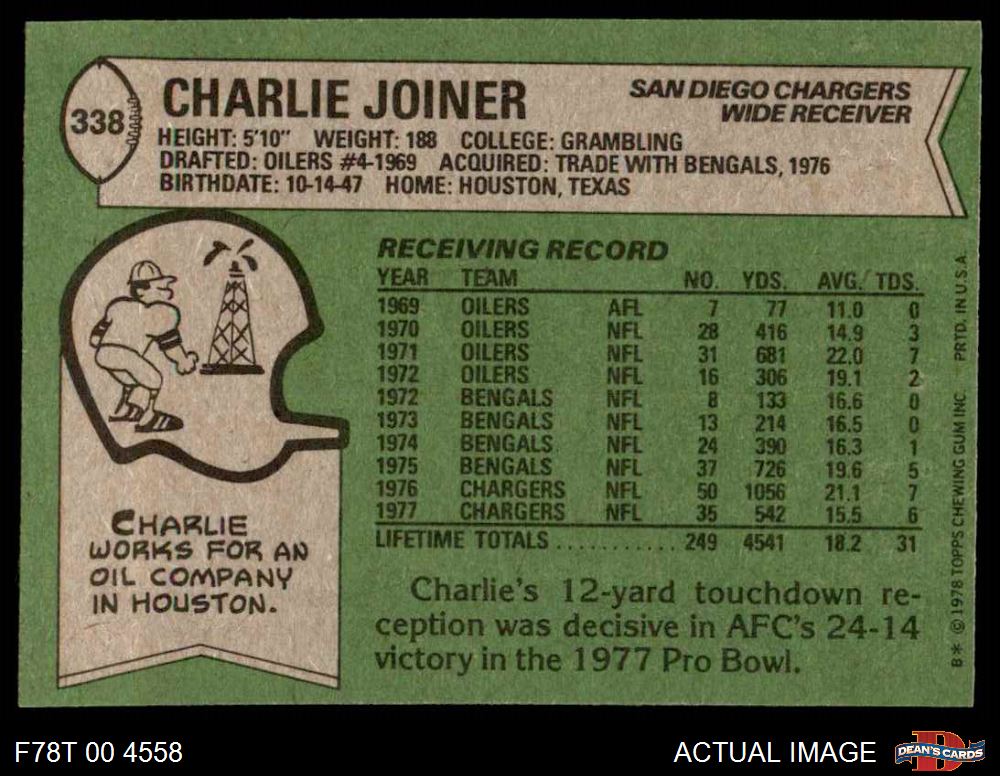 338
CHARLIE JOINER
SAN DIEGO CHARGERS
WIDE RECEIVER
HEIGHT: 5'10" WEIGHT: 188 COLLEGE: GRAMBLING
DRAFTED: OILERS #4-1969 ACQUIRED: TRADE WITH BENGALS, 1976
BIRTHDATE: 10-14-47 HOME: HOUSTON, TEXAS
RECEIVING RECORD
YEAR TEAM NO. YDS. AVG. TDS.
1969 OILERS AFL 7 77 11.0 0
1970 OILERS NFL 28 416 14.9 3
1971 OILERS NFL 31 681 22.0 7
1972 OILERS NFL 16 306 19.1 2
1972 BENGALS NFL 8 133 16.6 0
1973 BENGALS NFL 13 214 16.5 0
1974 BENGALS NFL 24 390 16.3 1
1975 BENGALS NFL 37 726 19.6 5
1976 CHARGERS NFL 50 1056 21.1 7
1977 CHARGERS NFL 35 542 15.5 6
LIFETIME TOTALS ........... 249 4541 18.2 31
CHARLIE
WORKS FOR AN
OIL COMPANY
IN HOUSTON.
Charlie's 12-yard touchdown re-
ception was decisive in AFC's 24-14
victory in the 1977 Pro Bowl.
B* © 1978 TOPPS CHEWING GUM INC. PRTD. IN U.S.A.
F78T 00 4558
ACTUAL IMAGE
D
DEAN'S CARDS